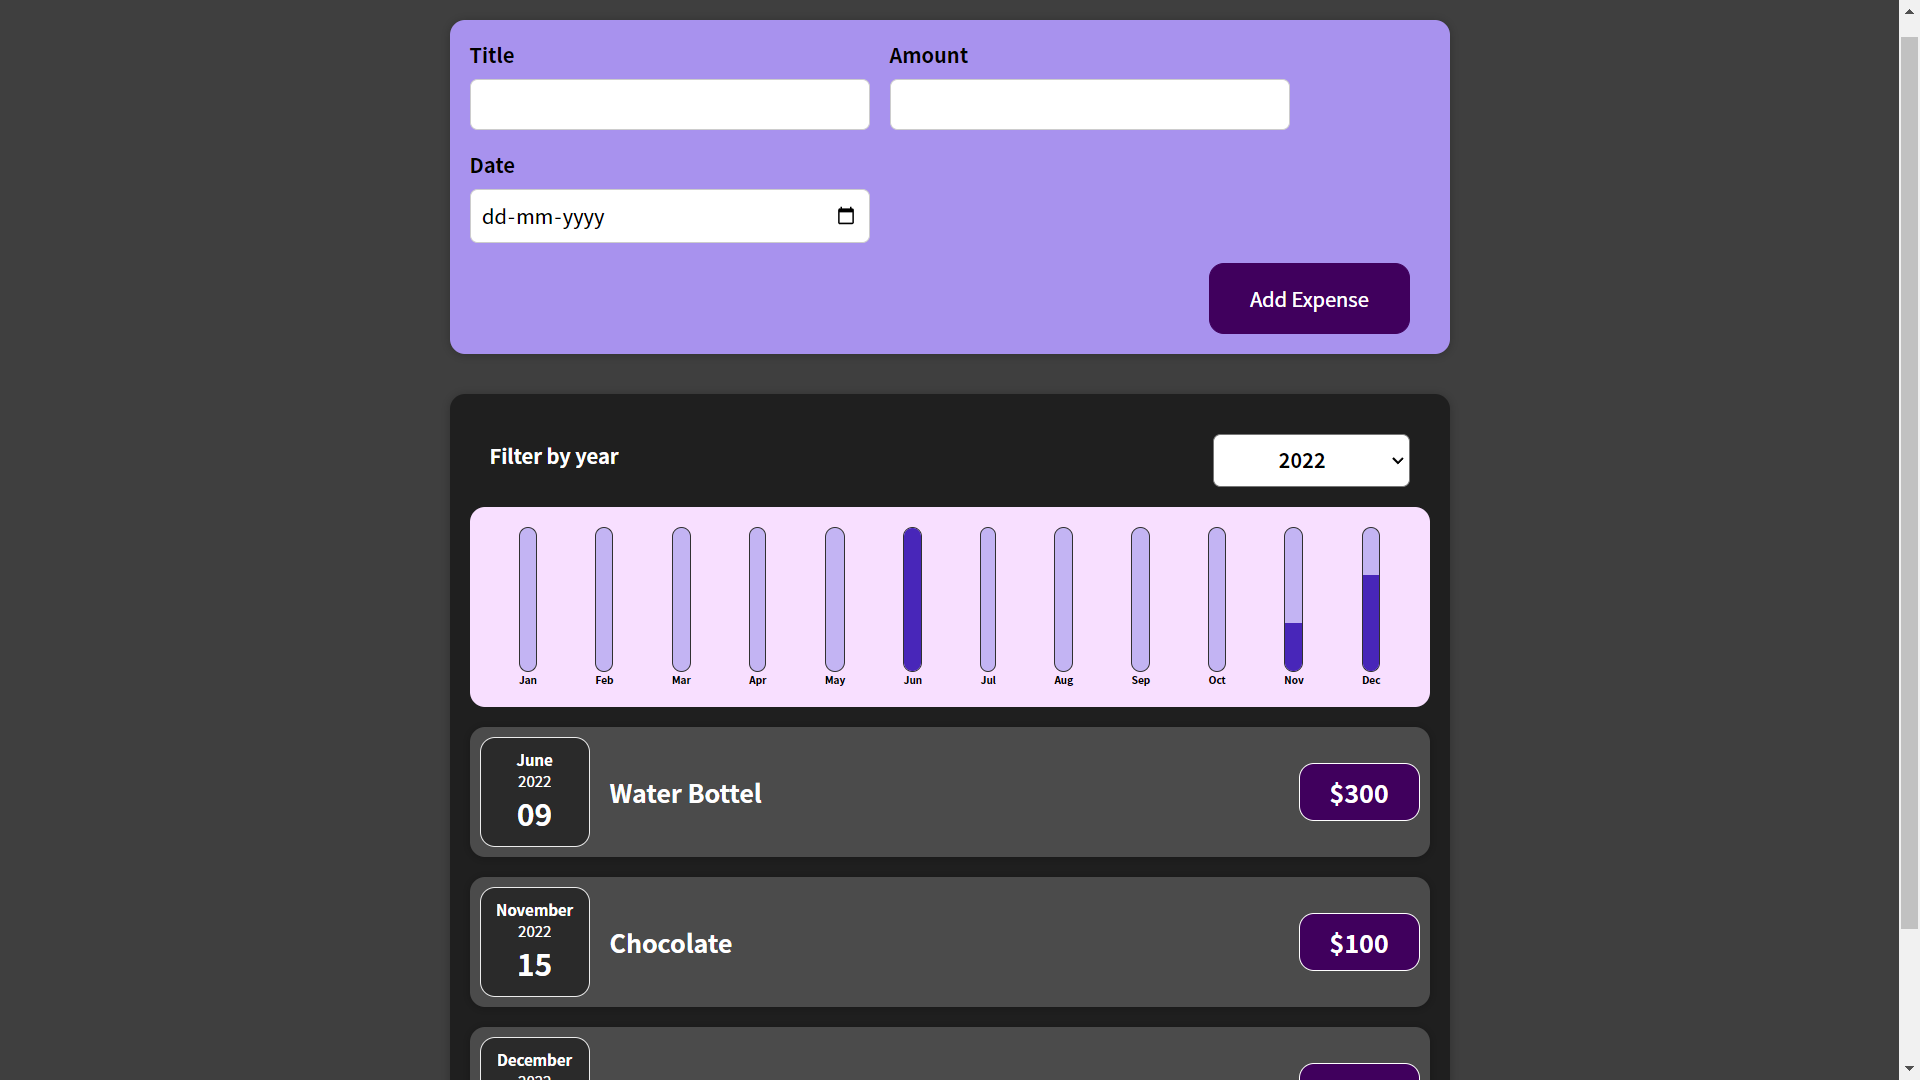 Title
Amount
Date
dd-mm-yyyy
Add Expense
Filter by year
2022
Jan Feb Mar Apr May Jun Jul Aug Sep Oct Nov Dec
June
2022
09
Water Bottel
$300
November
2022
15
Chocolate
$100
December
2022